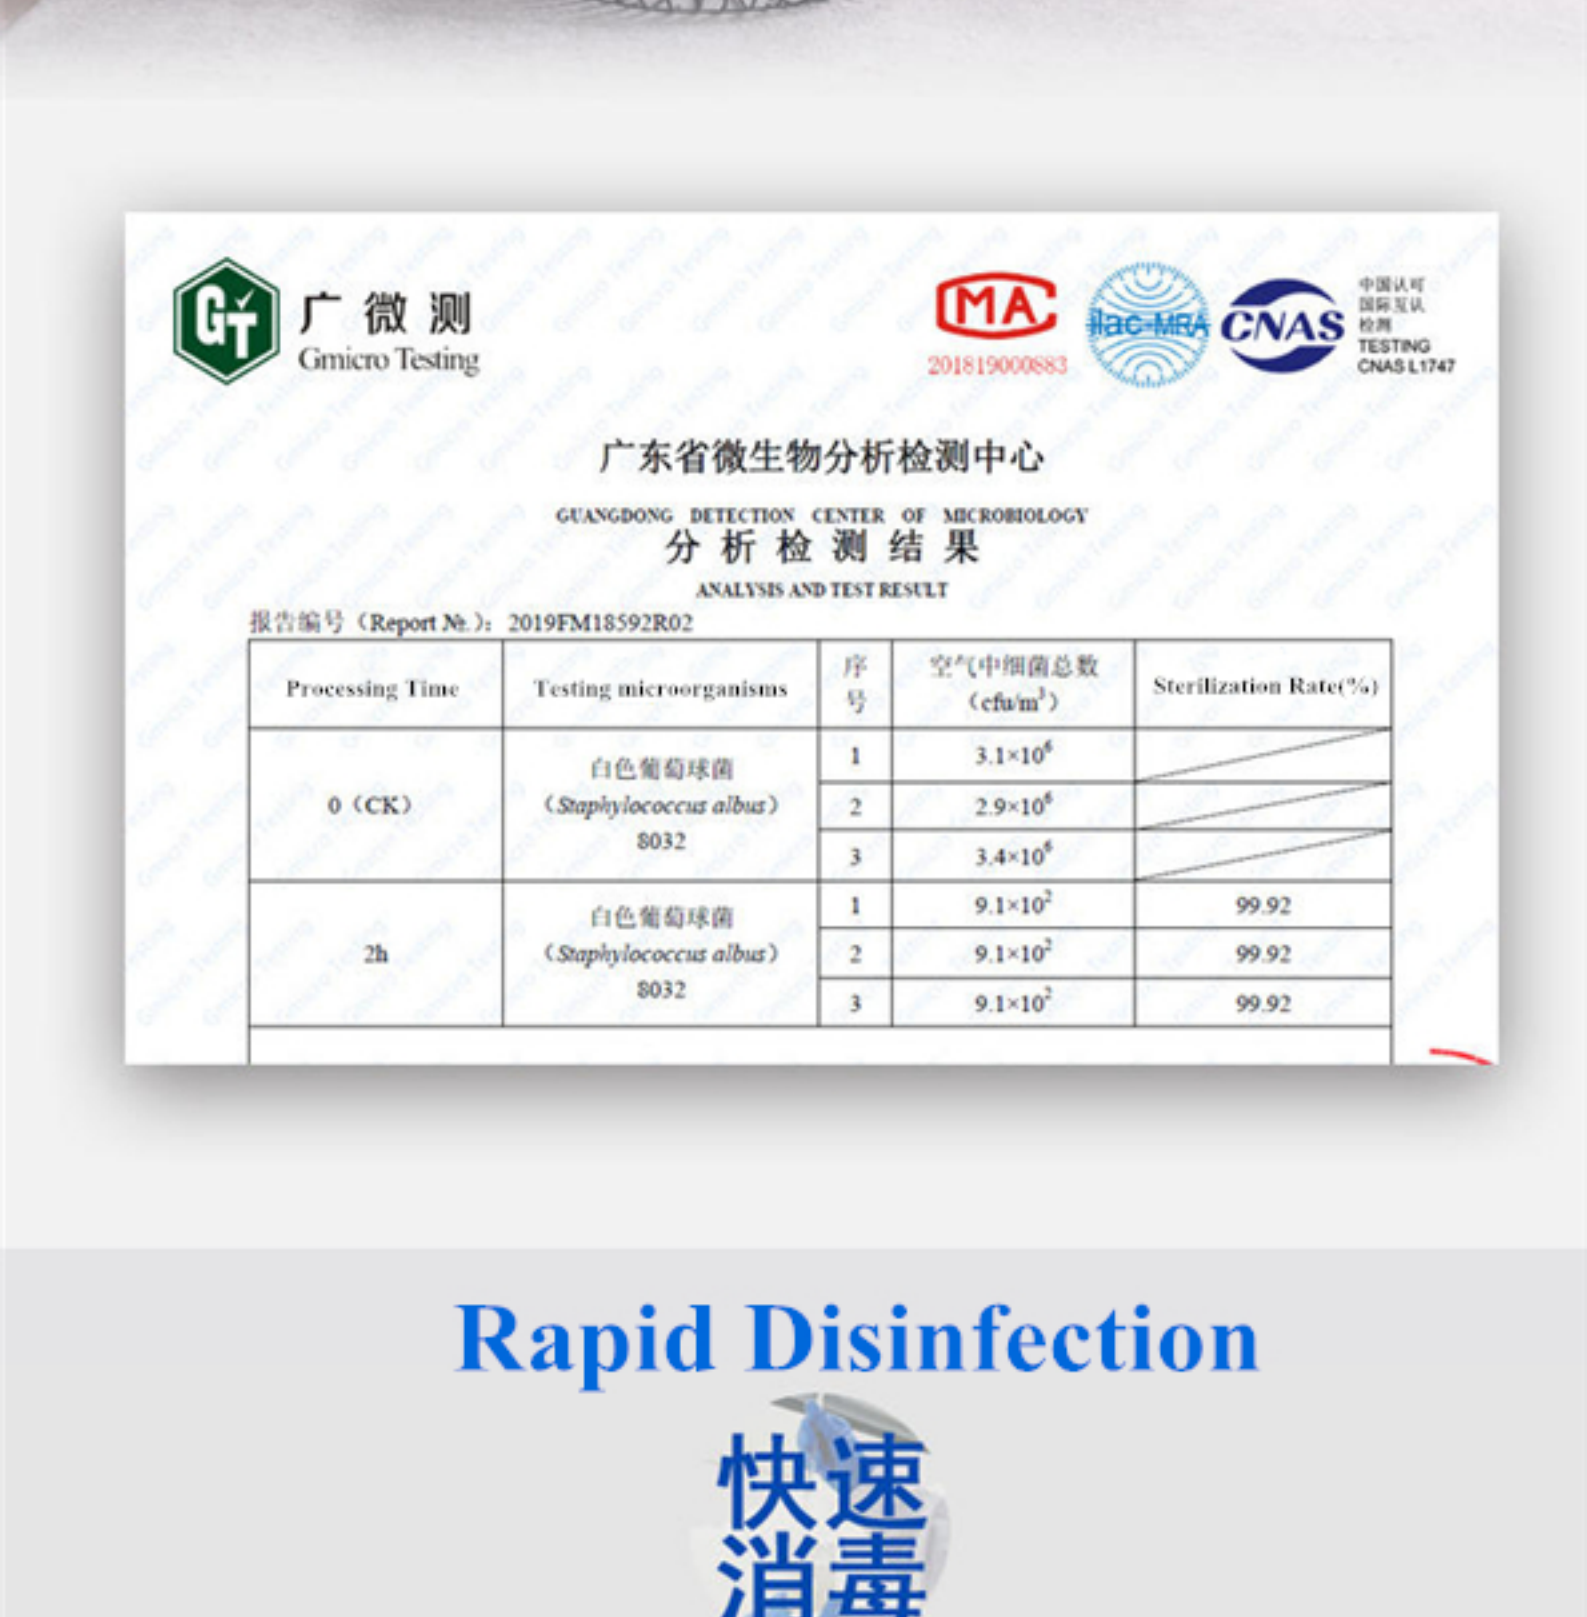 GT
广微测
Gmicro Testing
MA
201819000883
ilac-MRA
CNAS
中国认可
国际互认
检测
TESTING
CNAS L1747
广东省微生物分析检测中心
GUANGDONG DETECTION CENTER OF MICROBIOLOGY
分析检测结果
ANALYSIS AND TEST RESULT
报告编号（Report №.）：2019FM18592R02
Processing Time
Testing microorganisms
序
号
空气中细菌总数
（cfu/m³）
Sterilization Rate(%)
0（CK）
白色葡萄球菌
（Staphylococcus albus）
8032
1 3.1×10⁶
2 2.9×10⁶
3 3.4×10⁶
2h
白色葡萄球菌
（Staphylococcus albus）
8032
1 9.1×10² 99.92
2 9.1×10² 99.92
3 9.1×10² 99.92
Rapid Disinfection
快速
消毒